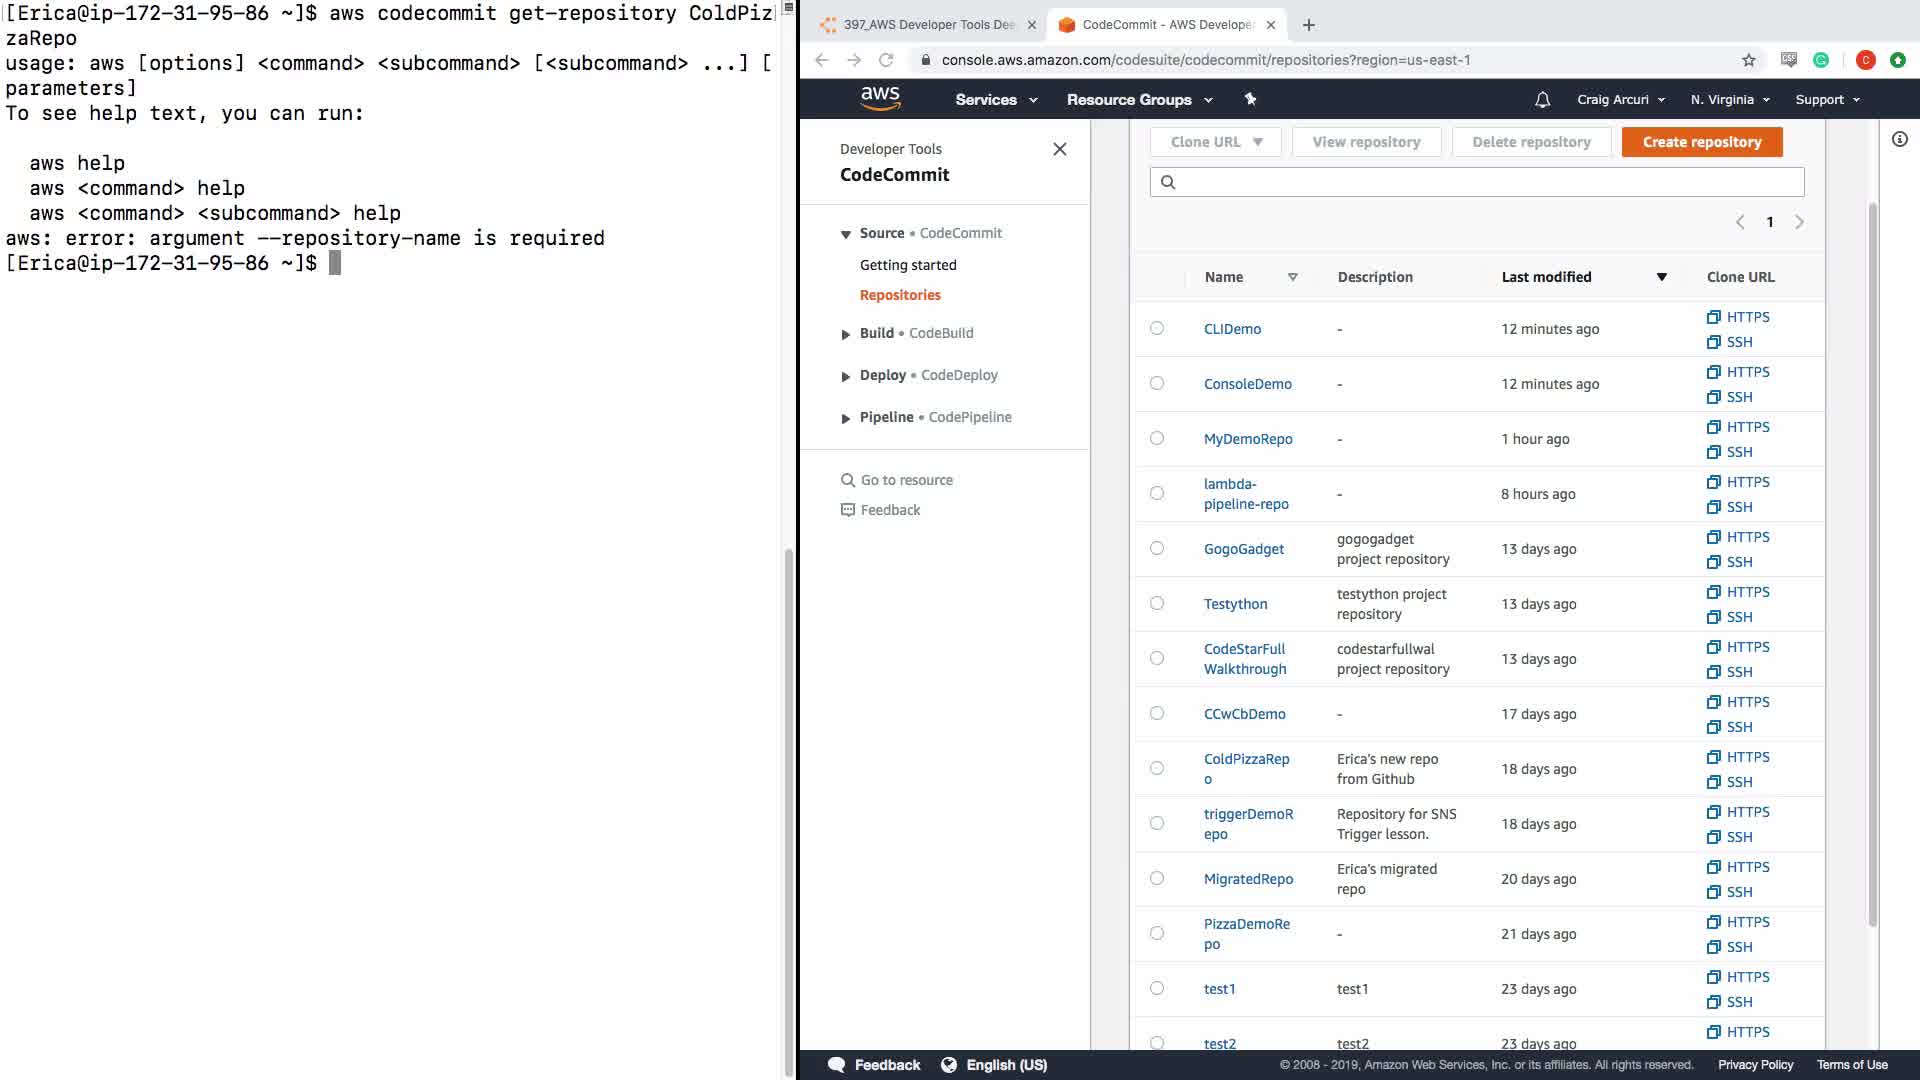 [Erica@ip-172-31-95-86 ~]$ aws codecommit get-repository ColdPiz
zaRepo
usage: aws [options] <command> <subcommand> [<subcommand> ...] [
parameters]
To see help text, you can run:
aws help
aws <command> help
aws <command> <subcommand> help
aws: error: argument --repository-name is required
[Erica@ip-172-31-95-86 ~]$
397_AWS Developer Tools Dee
CodeCommit - AWS Develope
console.aws.amazon.com/codesuite/codecommit/repositories?region=us-east-1
aws Services Resource Groups Craig Arcuri N. Virginia Support
Developer Tools
CodeCommit
Source • CodeCommit
Getting started
Repositories
Build • CodeBuild
Deploy • CodeDeploy
Pipeline • CodePipeline
Go to resource
Feedback
Clone URL View repository Delete repository Create repository
1
Name Description Last modified Clone URL
CLIDemo - 12 minutes ago HTTPS
SSH
ConsoleDemo - 12 minutes ago HTTPS
SSH
MyDemoRepo - 1 hour ago HTTPS
SSH
lambda-
pipeline-repo - 8 hours ago HTTPS
SSH
GogoGadget gogogadget
project repository 13 days ago HTTPS
SSH
Testython testython project
repository 13 days ago HTTPS
SSH
CodeStarFull
Walkthrough codestarfullwal
project repository 13 days ago HTTPS
SSH
CCwCbDemo - 17 days ago HTTPS
SSH
ColdPizzaRep
o Erica's new repo
from Github 18 days ago HTTPS
SSH
triggerDemoR
epo Repository for SNS
Trigger lesson. 18 days ago HTTPS
SSH
MigratedRepo Erica's migrated
repo 20 days ago HTTPS
SSH
PizzaDemoRe
po - 21 days ago HTTPS
SSH
test1 test1 23 days ago HTTPS
SSH
test2 test2 23 days ago HTTPS
Feedback English (US) © 2008 - 2019, Amazon Web Services, Inc. or its affiliates. All rights reserved. Privacy Policy Terms of Use